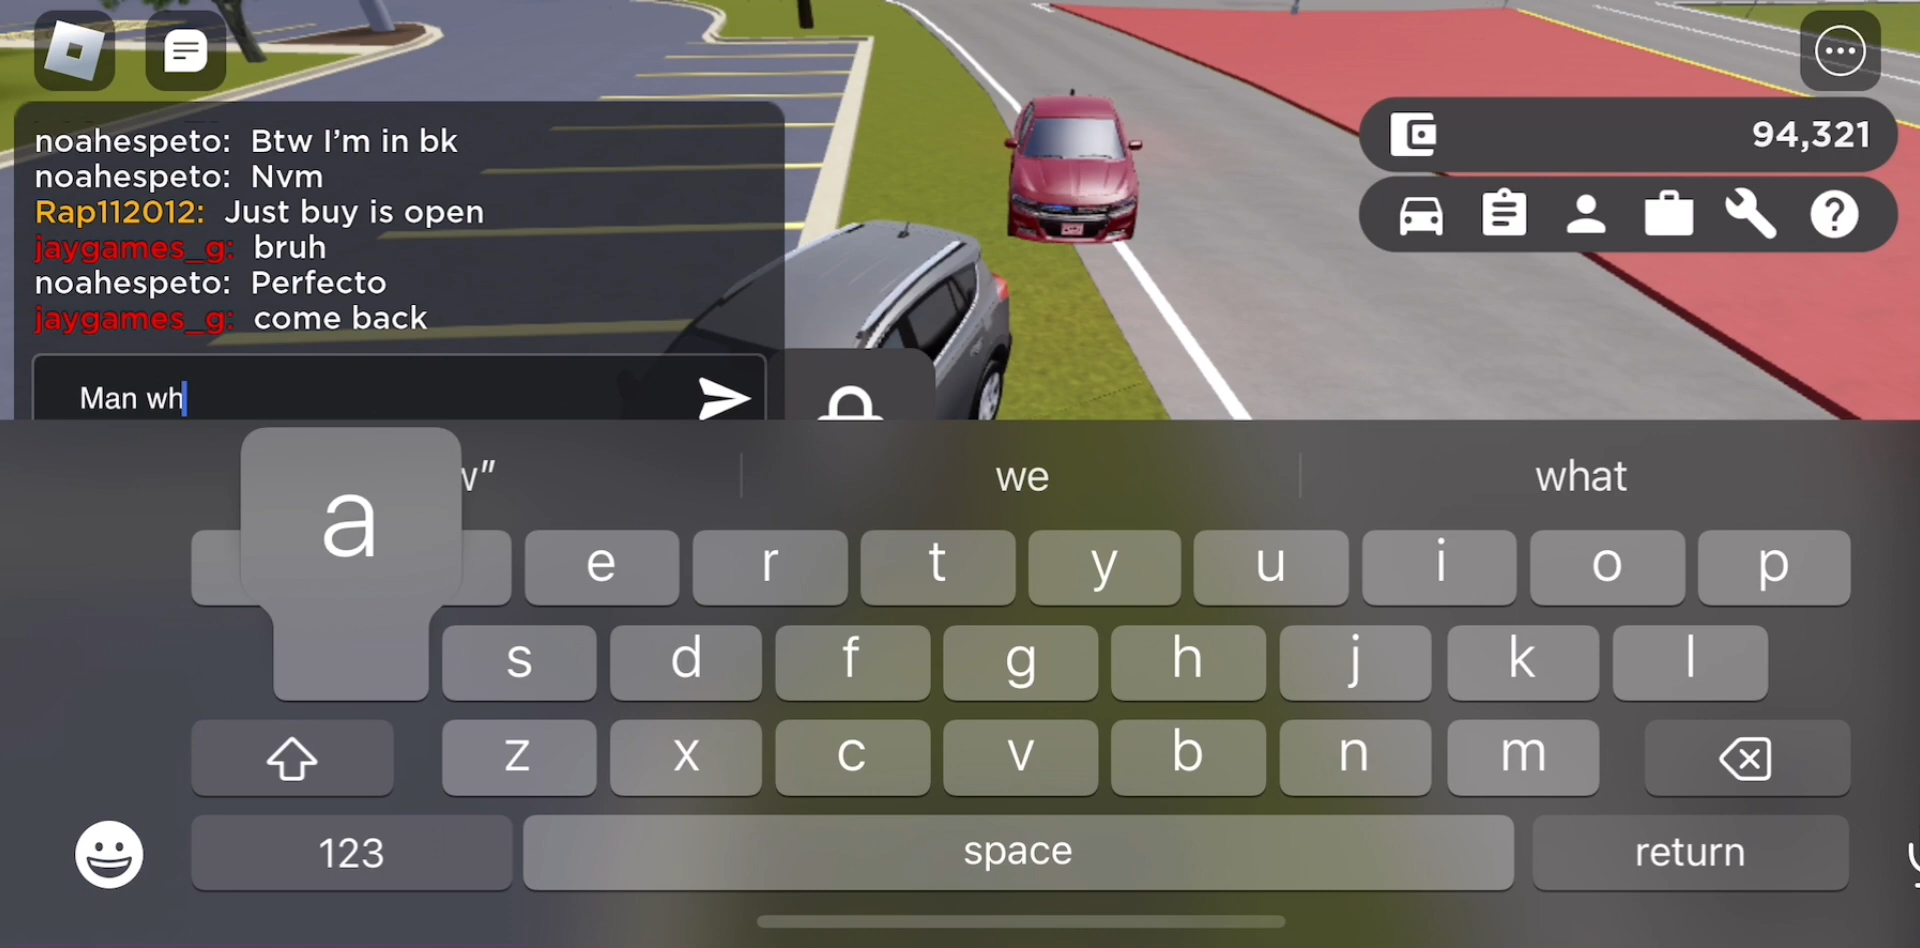 noahespeto: Btw I’m in bk
noahespeto: Nvm
Rap112012: Just buy is open
jaygames_g: bruh
noahespeto: Perfecto
jaygames_g: come back
Man wh
94,321
w” we what
a
e r t y u i o p
s d f g h j k l
z x c v b n m
123 space return